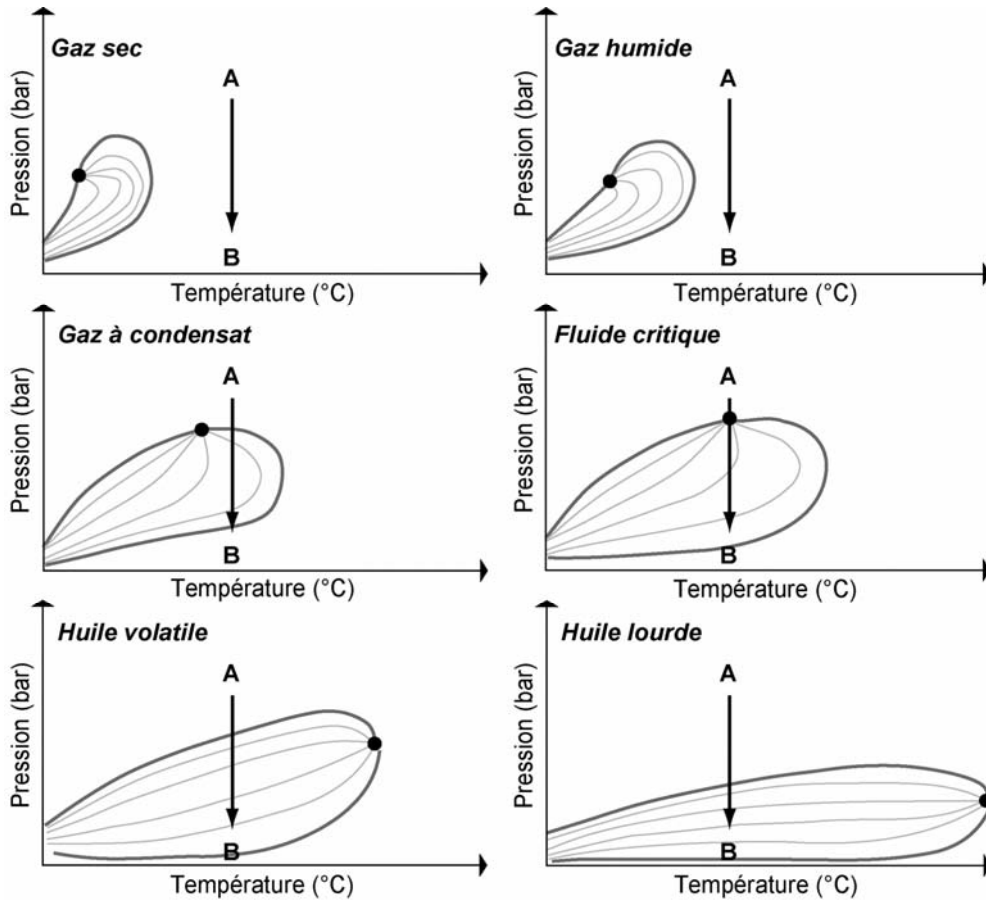 Gaz sec
Pression (bar)
A
B
Température (°C)
Gaz humide
Pression (bar)
A
B
Température (°C)
Gaz à condensat
Pression (bar)
A
B
Température (°C)
Fluide critique
Pression (bar)
A
B
Température (°C)
Huile volatile
Pression (bar)
A
B
Température (°C)
Huile lourde
Pression (bar)
A
B
Température (°C)